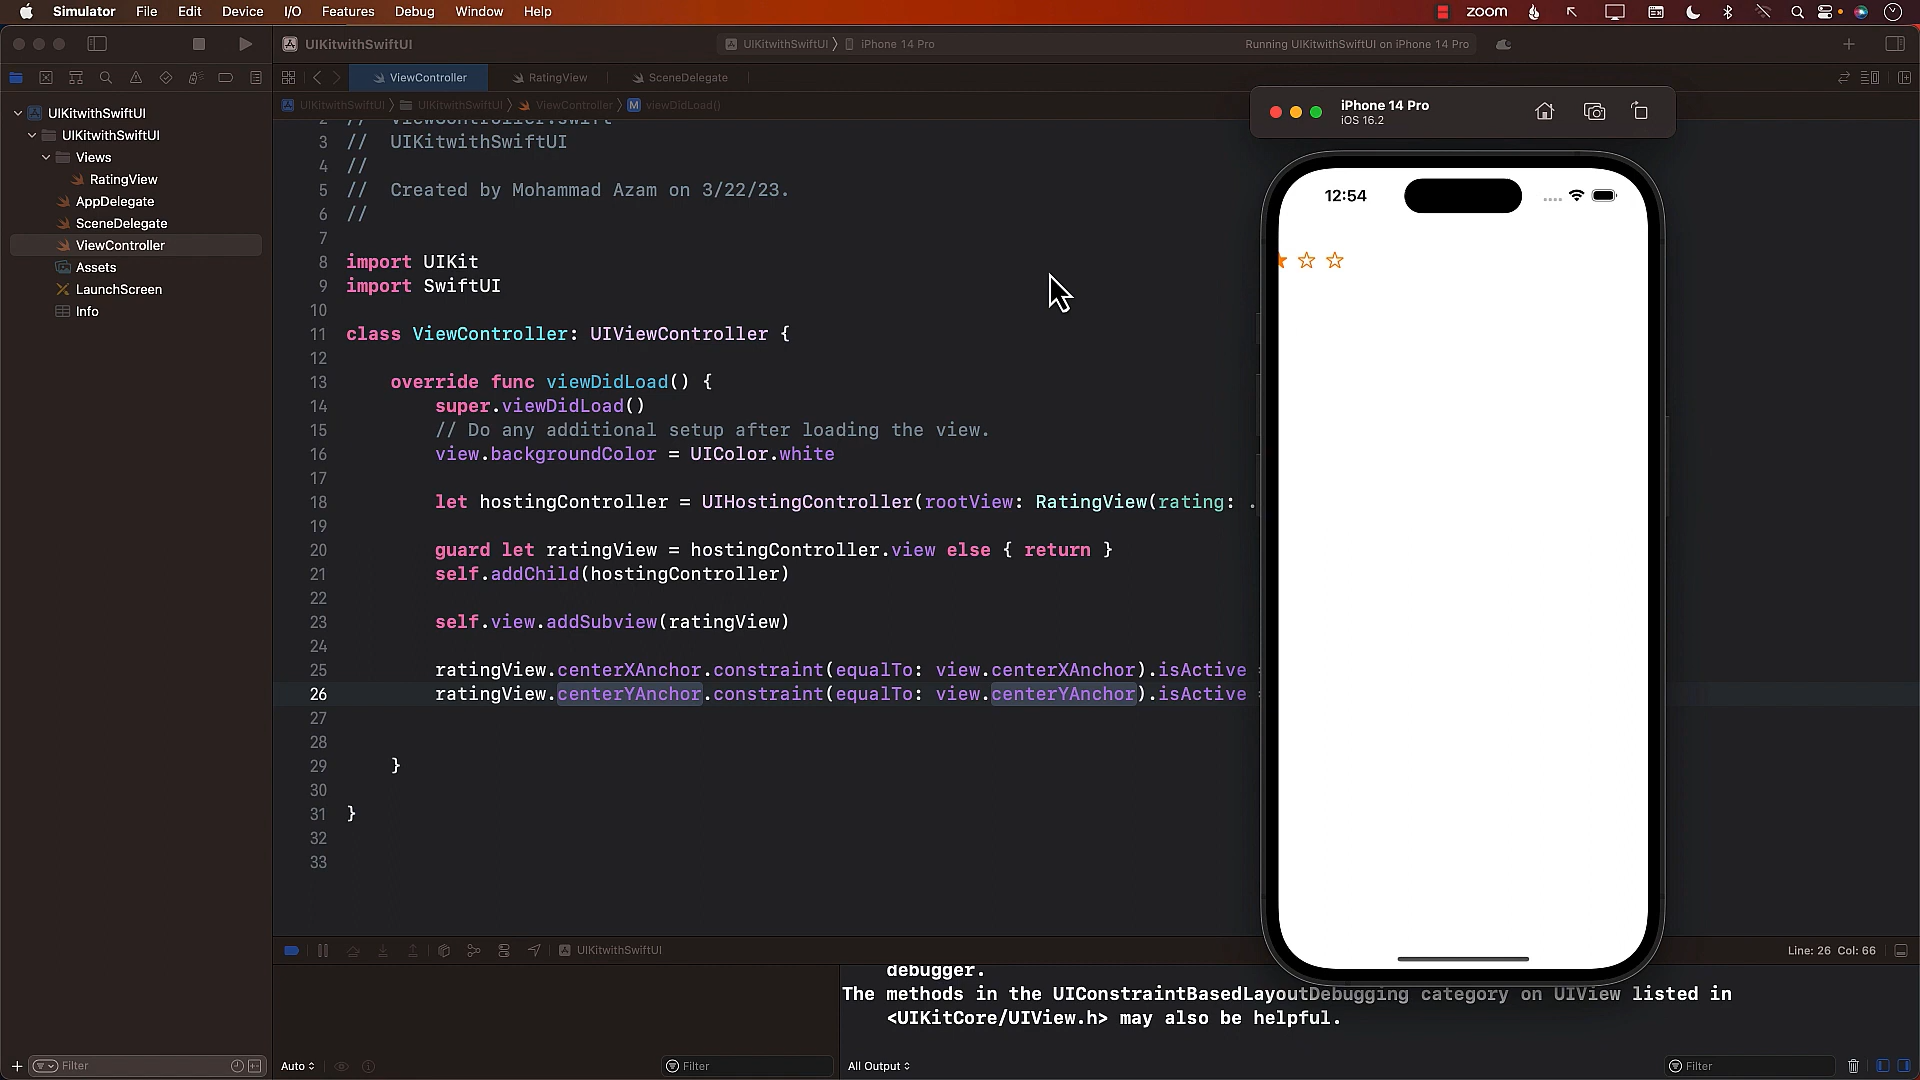 Simulator File Edit Device I/O Features Debug Window Help zoom
UIKitwithSwiftUI UIKitwithSwiftUI iPhone 14 Pro Running UIKitwithSwiftUI on iPhone 14 Pro
ViewController RatingView SceneDelegate
UIKitwithSwiftUI UIKitwithSwiftUI ViewController M viewDidLoad()
UIKitwithSwiftUI
UIKitwithSwiftUI
Views
RatingView
AppDelegate
SceneDelegate
ViewController
Assets
LaunchScreen
Info
2 // ViewController.swift
3 // UIKitwithSwiftUI
4 //
5 // Created by Mohammad Azam on 3/22/23.
6 //
7
8 import UIKit
9 import SwiftUI
10
11 class ViewController: UIViewController {
12
13 override func viewDidLoad() {
14 super.viewDidLoad()
15 // Do any additional setup after loading the view.
16 view.backgroundColor = UIColor.white
17
18 let hostingController = UIHostingController(rootView: RatingView(rating: .
19
20 guard let ratingView = hostingController.view else { return }
21 self.addChild(hostingController)
22
23 self.view.addSubview(ratingView)
24
25 ratingView.centerXAnchor.constraint(equalTo: view.centerXAnchor).isActive
26 ratingView.centerYAnchor.constraint(equalTo: view.centerYAnchor).isActive
27
28
29 }
30
31 }
32
33
iPhone 14 Pro
iOS 16.2
12:54
UIKitwithSwiftUI
Line: 26 Col: 66
debugger.
The methods in the UIConstraintBasedLayoutDebugging category on UIView listed in
<UIKitCore/UIView.h> may also be helpful.
Filter
Auto
Filter
All Output
Filter